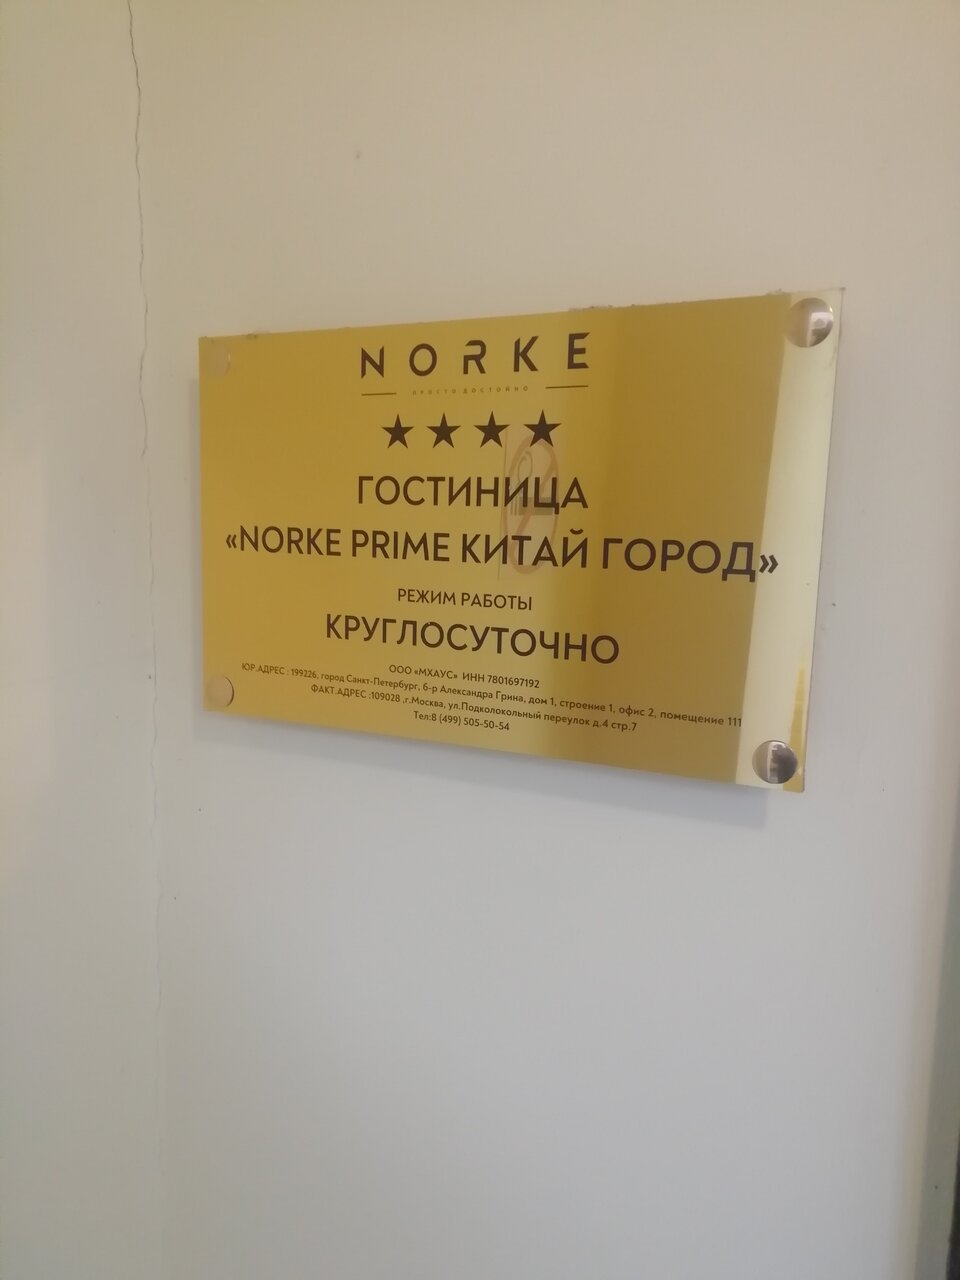 NORKE
ПРОСТО ДОСТОЙНО
★★★★
ГОСТИНИЦА
«NORKE PRIME КИТАЙ ГОРОД»
РЕЖИМ РАБОТЫ
КРУГЛОСУТОЧНО
ООО «МХАУС» ИНН 7801697192
ЮР.АДРЕС : 199226, город Санкт-Петербург, б-р Александра Грина, дом 1, строение 1, офис 2, помещение 111
ФАКТ.АДРЕС :109028 ,г.Москва, ул.Подколокольный переулок д.4 стр.7
Тел:8 (499) 505-50-54